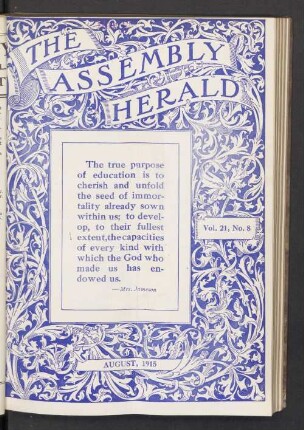 THE
ASSEMBLY
HERALD
The true purpose
of education is to
cherish and unfold
the seed of immor-
tality already sown
within us; to devel-
op, to their fullest
extent, the capacities
of every kind with
which the God who
made us has en-
dowed us.
—Mrs. Jameson
Vol. 21, No. 8
AUGUST, 1915